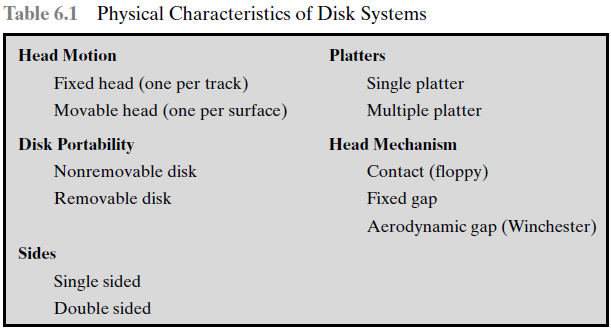 Table 6.1 Physical Characteristics of Disk Systems
Head Motion
Fixed head (one per track)
Movable head (one per surface)
Disk Portability
Nonremovable disk
Removable disk
Sides
Single sided
Double sided
Platters
Single platter
Multiple platter
Head Mechanism
Contact (floppy)
Fixed gap
Aerodynamic gap (Winchester)